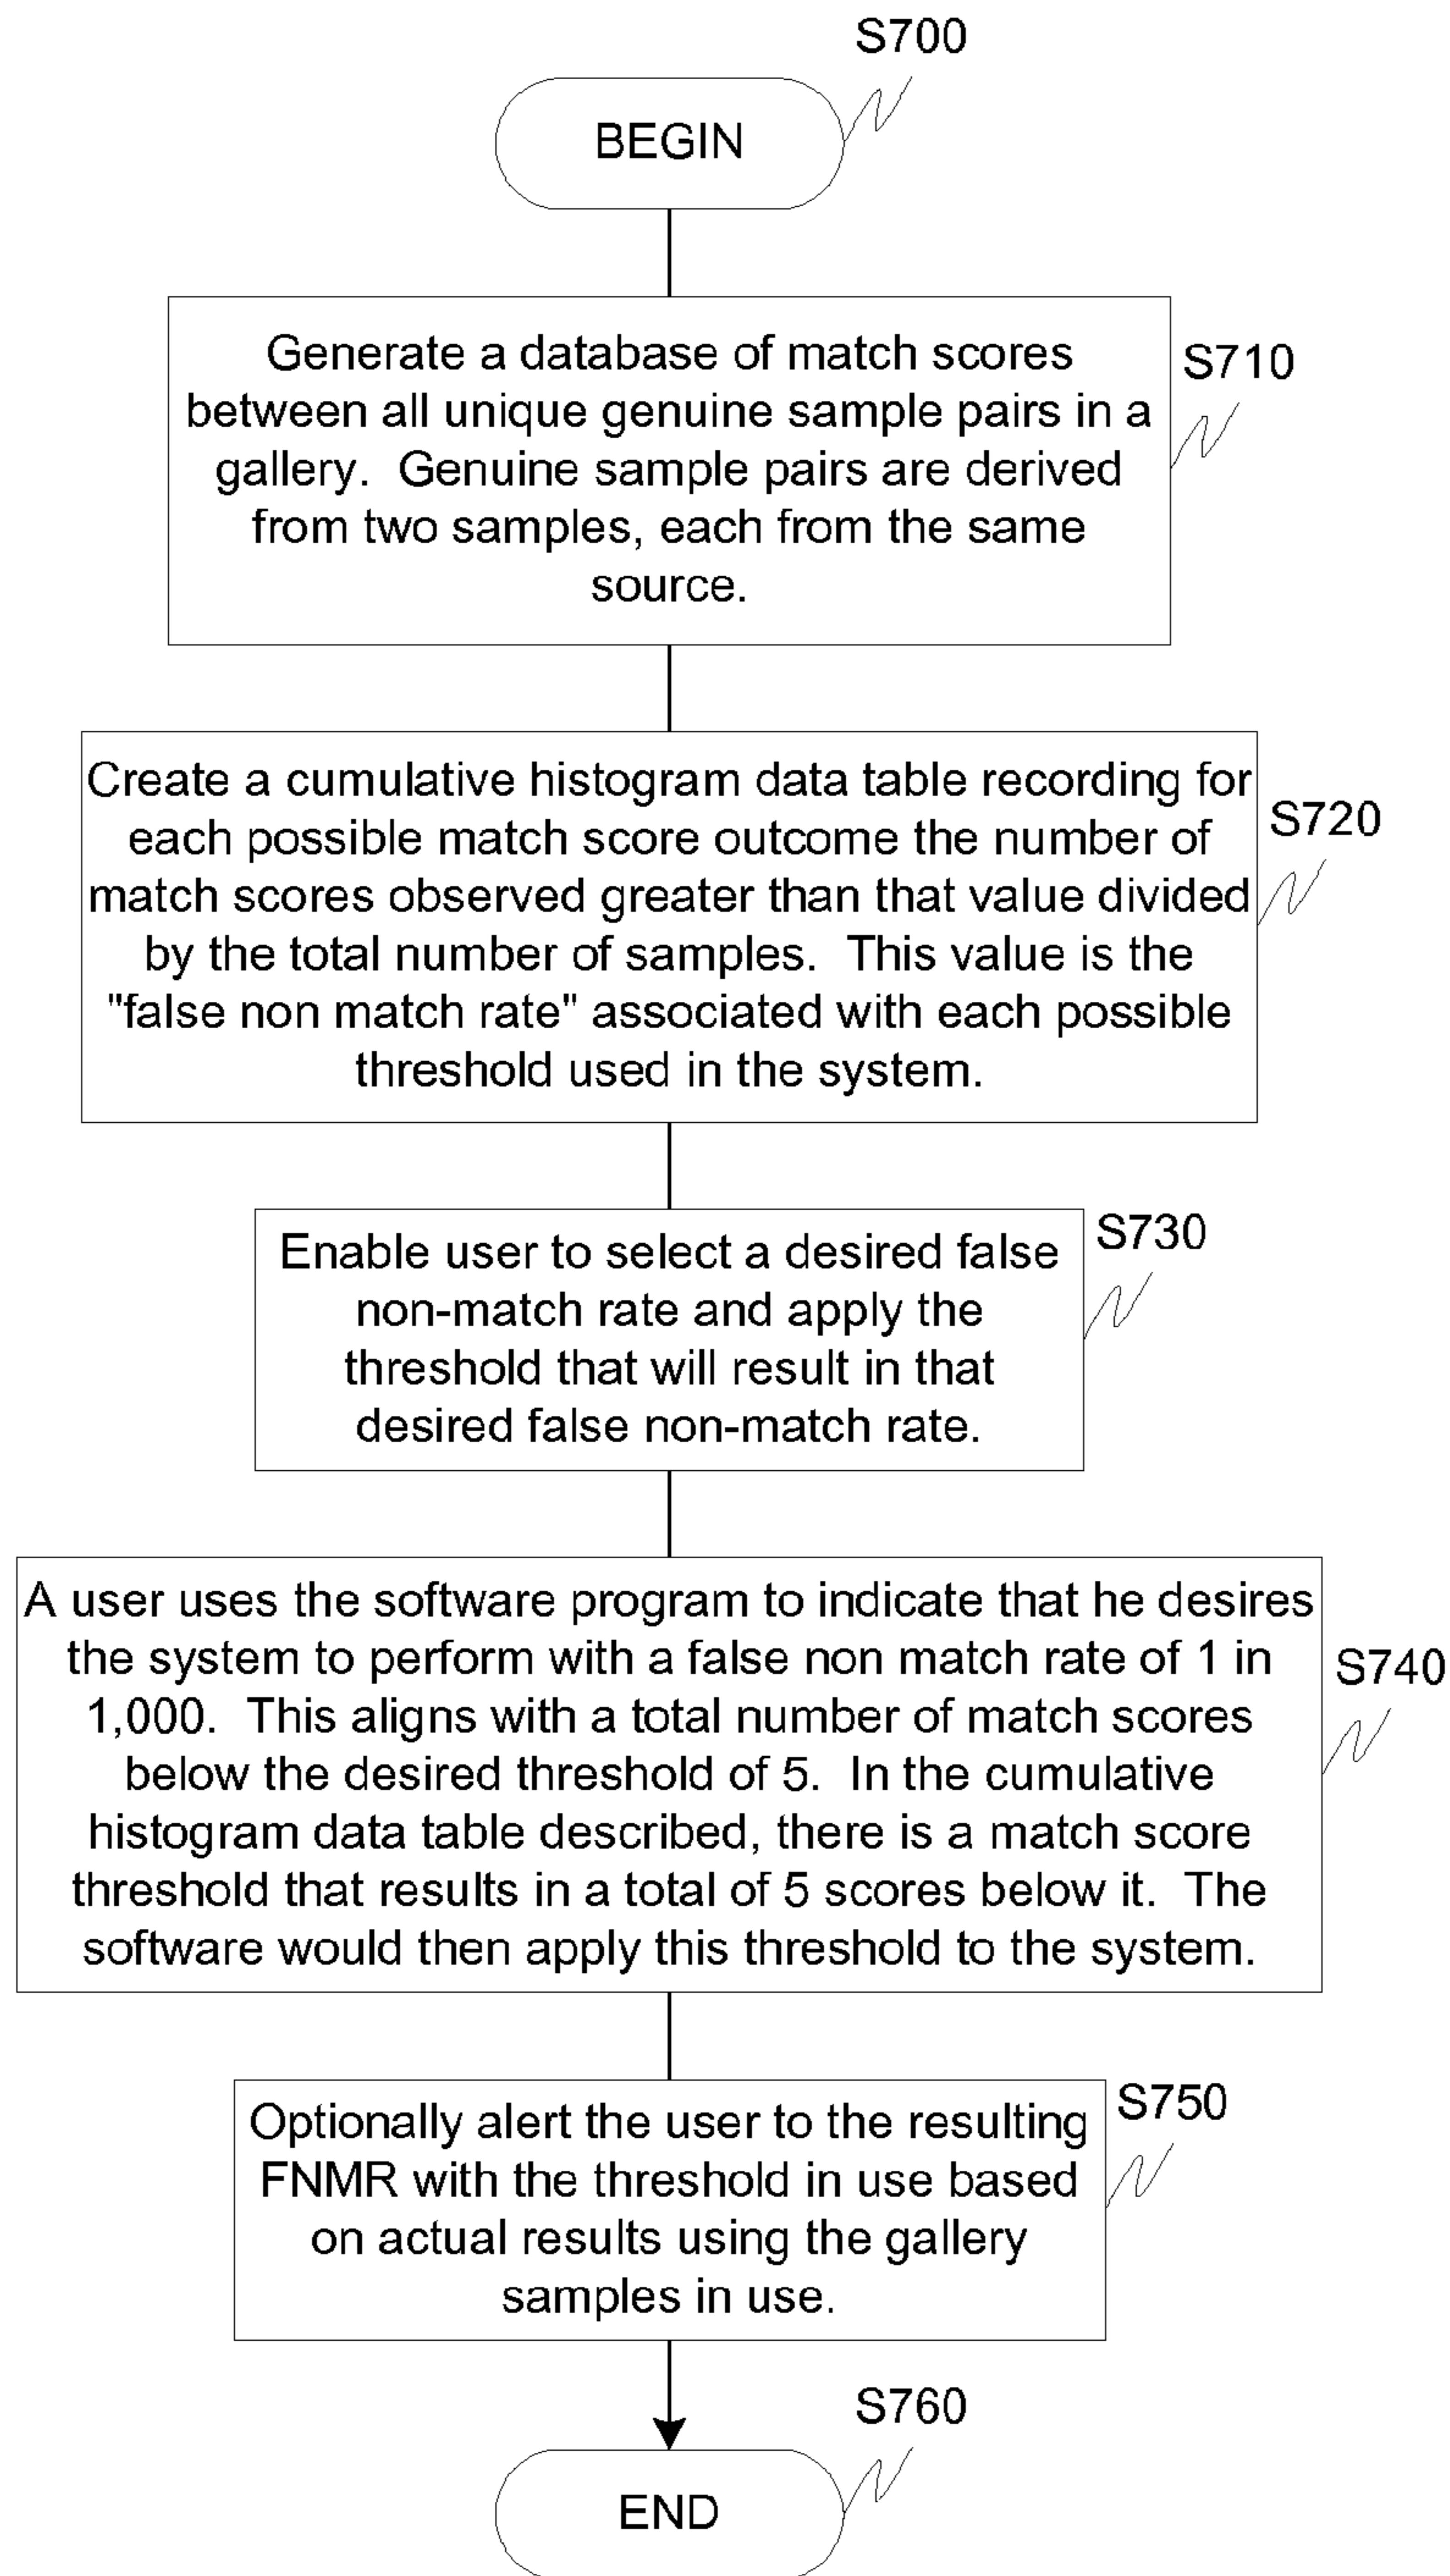 S700
BEGIN
Generate a database of match scores
between all unique genuine sample pairs in a
gallery.  Genuine sample pairs are derived
from two samples, each from the same
source.
S710
Create a cumulative histogram data table recording for
each possible match score outcome the number of
match scores observed greater than that value divided
by the total number of samples.  This value is the
"false non match rate" associated with each possible
threshold used in the system.
S720
Enable user to select a desired false
non-match rate and apply the
threshold that will result in that
desired false non-match rate.
S730
A user uses the software program to indicate that he desires
the system to perform with a false non match rate of 1 in
1,000.  This aligns with a total number of match scores
below the desired threshold of 5.  In the cumulative
histogram data table described, there is a match score
threshold that results in a total of 5 scores below it.  The
software would then apply this threshold to the system.
S740
Optionally alert the user to the resulting
FNMR with the threshold in use based
on actual results using the gallery
samples in use.
S750
S760
END